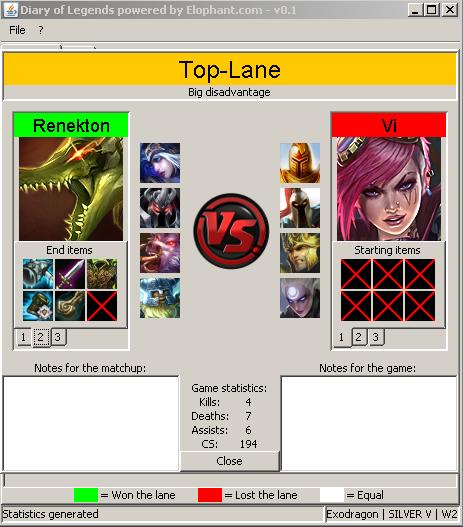 Diary of Legends powered by Elophant.com - v0.1
File ?
Top-Lane
Big disadvantage
Renekton
Vi
VS.
End items
Starting items
1 2 3
1 2 3
Notes for the matchup:
Notes for the game:
Game statistics:
Kills: 4
Deaths: 7
Assists: 6
CS: 194
Close
= Won the lane = Lost the lane = Equal
Statistics generated
Exodragon | SILVER V | W2